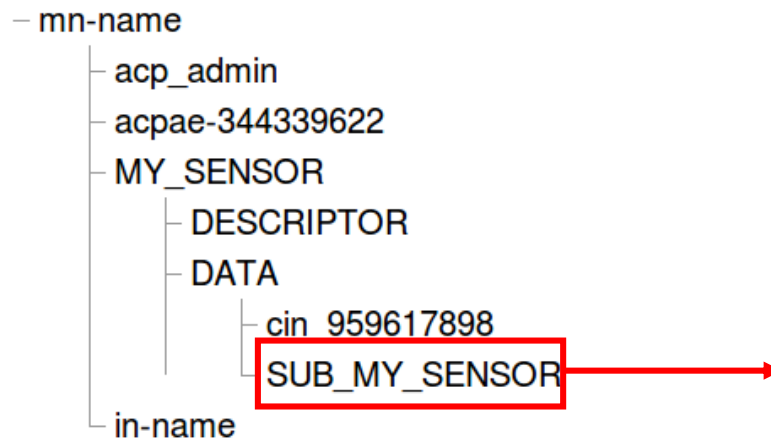 mn-name
acp_admin
acpae-344339622
MY_SENSOR
DESCRIPTOR
DATA
cin_959617898
SUB_MY_SENSOR
in-name